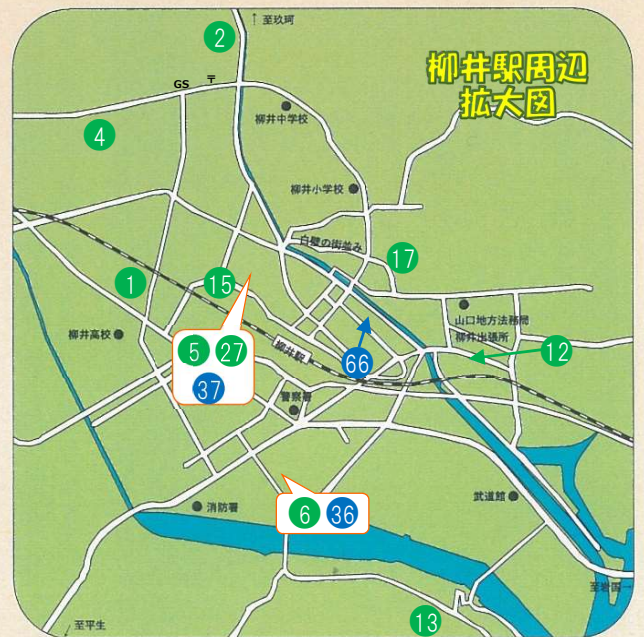 ↑至玖珂
2
柳井駅周辺
拡大図
GS
〒
柳井中学校
4
柳井小学校
白壁の街並み
17
1
15
山口地方法務局
柳井出張所
柳井高校
5 27
37
柳井駅
66
12
警察署
武道館
消防署
6 36
至岩国→
至平生
13